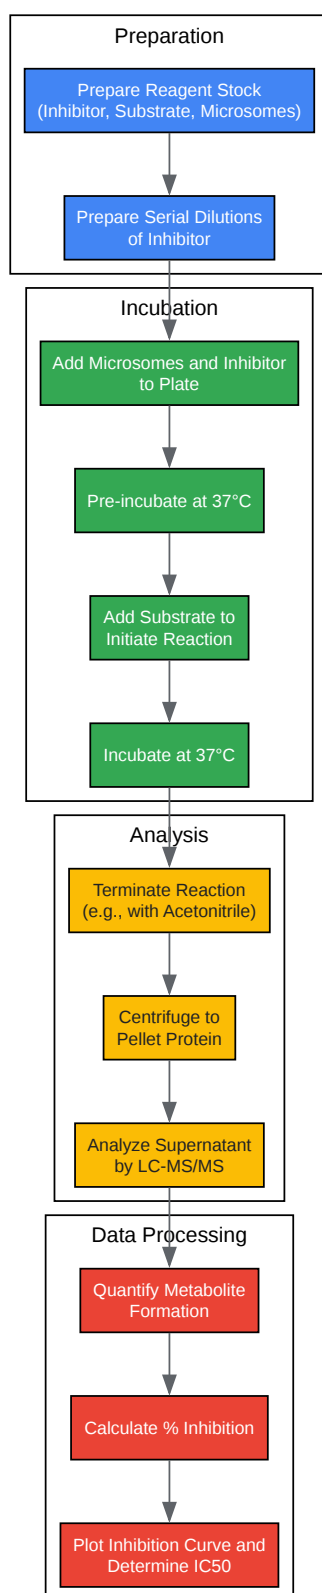 Preparation
Prepare Reagent Stock
(Inhibitor, Substrate, Microsomes)
Prepare Serial Dilutions
of Inhibitor
Incubation
Add Microsomes and Inhibitor
to Plate
Pre-incubate at 37°C
Add Substrate to
Initiate Reaction
Incubate at 37°C
Analysis
Terminate Reaction
(e.g., with Acetonitrile)
Centrifuge to
Pellet Protein
Analyze Supernatant
by LC-MS/MS
Data Processing
Quantify Metabolite
Formation
Calculate % Inhibition
Plot Inhibition Curve and
Determine IC50